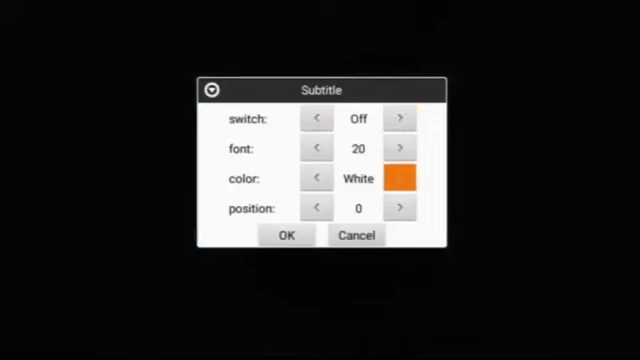 Subtitle
switch: < Off >
font: < 20 >
color: < White
position: < 0 >
OK Cancel